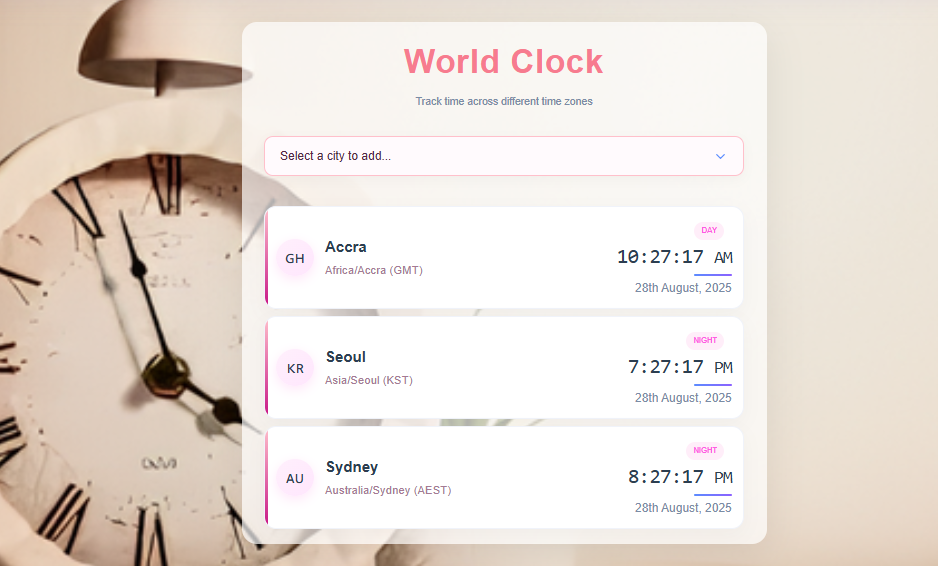 World Clock
Track time across different time zones
Select a city to add...
DAY
GH
Accra
10:27:17 AM
Africa/Accra (GMT)
28th August, 2025
NIGHT
KR
Seoul
7:27:17 PM
Asia/Seoul (KST)
28th August, 2025
NIGHT
AU
Sydney
8:27:17 PM
Australia/Sydney (AEST)
28th August, 2025